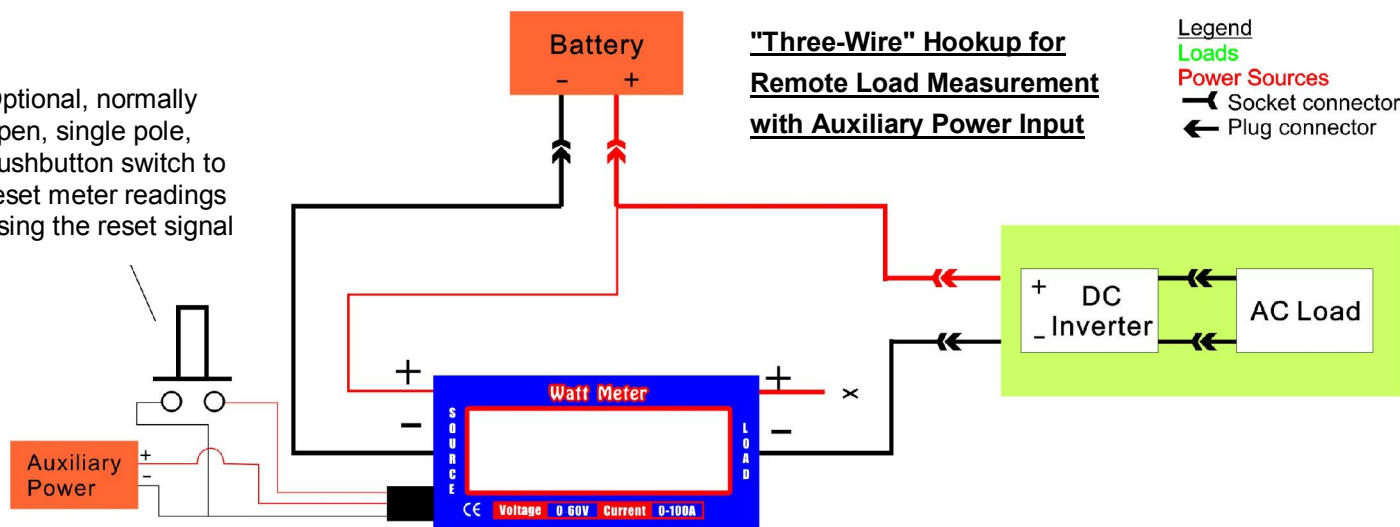 Battery
- +
"Three-Wire" Hookup for
Remote Load Measurement
with Auxiliary Power Input
Legend
Loads
Power Sources
Socket connector
Plug connector
Optional, normally
pen, single pole,
ushbutton switch to
eset meter readings
sing the reset signal
+ DC
- Inverter
AC Load
+ Watt Meter +
- SOURCE LOAD -
CE Voltage 0 60V Current 0-100A
Auxiliary +
Power -